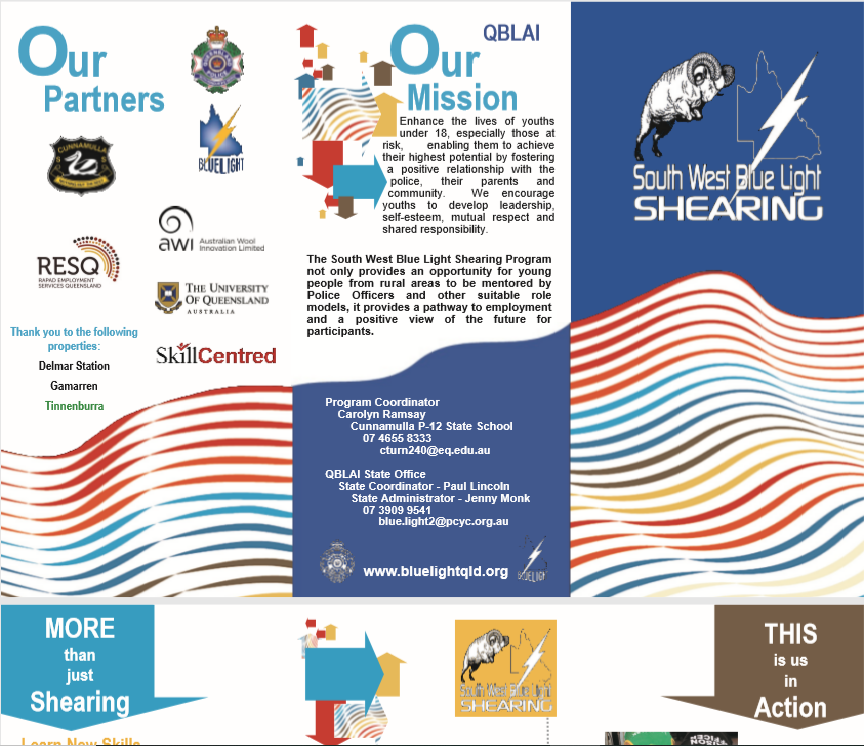 Our
Partners
BLUELIGHT
CUNNAMULLA
awi Australian Wool
Innovation Limited
RESQ
RAPAD EMPLOYMENT
SERVICES QUEENSLAND
THE UNIVERSITY
OF QUEENSLAND
AUSTRALIA
Thank you to the following
properties:
Delmar Station
Gamarren
Tinnenburra
SkillCentred
QBLAI
Our
Mission
Enhance the lives of youths
under 18, especially those at
risk, enabling them to achieve
their highest potential by fostering
a positive relationship with the
police, their parents and
community. We encourage
youths to develop leadership,
self-esteem, mutual respect and
shared responsibility.
The South West Blue Light Shearing Program
not only provides an opportunity for young
people from rural areas to be mentored by
Police Officers and other suitable role
models, it provides a pathway to employment
and a positive view of the future for
participants.
Program Coordinator
Carolyn Ramsay
Cunnamulla P-12 State School
07 4655 8333
cturn240@eq.edu.au
QBLAI State Office
State Coordinator - Paul Lincoln
State Administrator - Jenny Monk
07 3909 9541
blue.light2@pcyc.org.au
www.bluelightqld.org
BLUELIGHT
South West Blue Light
SHEARING
MORE
than
just
Shearing
Learn New Skills
South West Blue Light
SHEARING
THIS
is us
in
Action